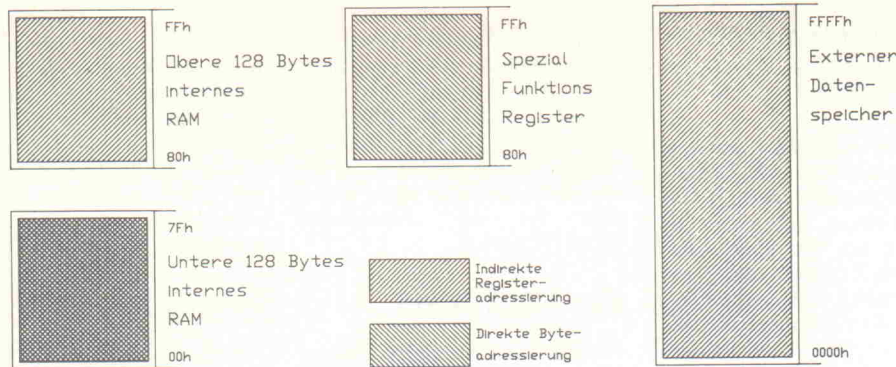 FFh
Obere 128 Bytes
Internes
RAM
80h
FFh
Spezial
Funktions
Register
80h
FFFFh
Externer
Daten-
speicher
0000h
7Fh
Untere 128 Bytes
Internes
RAM
00h
Indirekte
Register-
adressierung
Direkte Byte-
adressierung